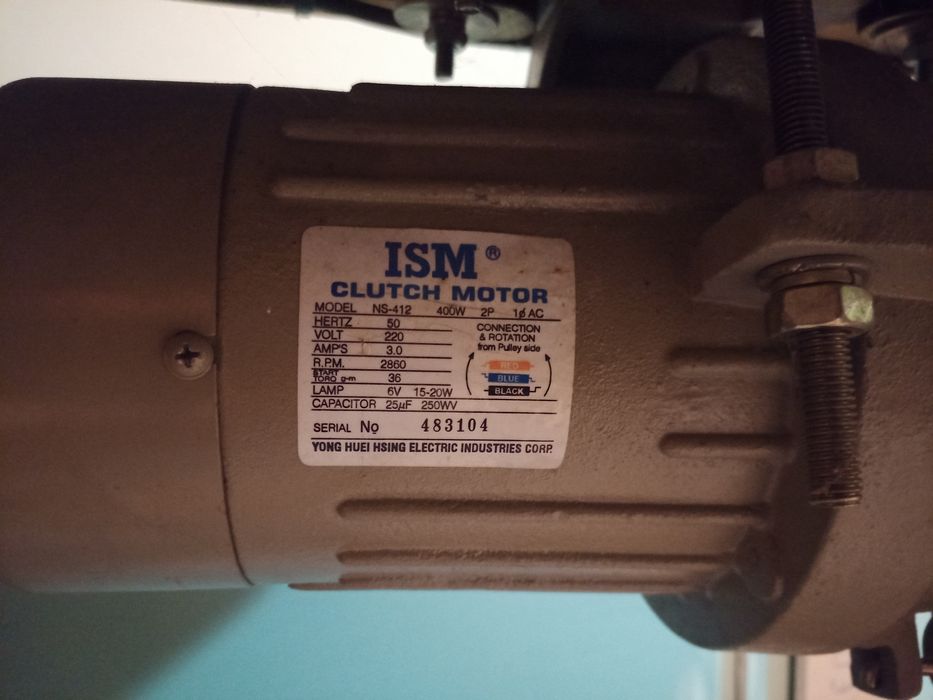 ISM ®
CLUTCH MOTOR
MODEL NS-412 400W 2P 1ø AC
HERTZ 50
VOLT 220
AMP'S 3.0
R.P.M. 2860
START
TORQ g-m 36
LAMP 6V 15-20W
CAPACITOR 25µF 250WV
CONNECTION
& ROTATION
from Pulley side
RED
BLUE
BLACK
SERIAL No 483104
YONG HUEI HSING ELECTRIC INDUSTRIES CORP.